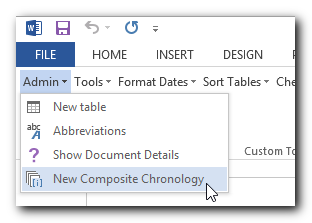 FILE HOME INSERT DESIGN
Admin Tools Format Dates Sort Tables
New table
Abbreviations
Show Document Details
New Composite Chronology
Custom